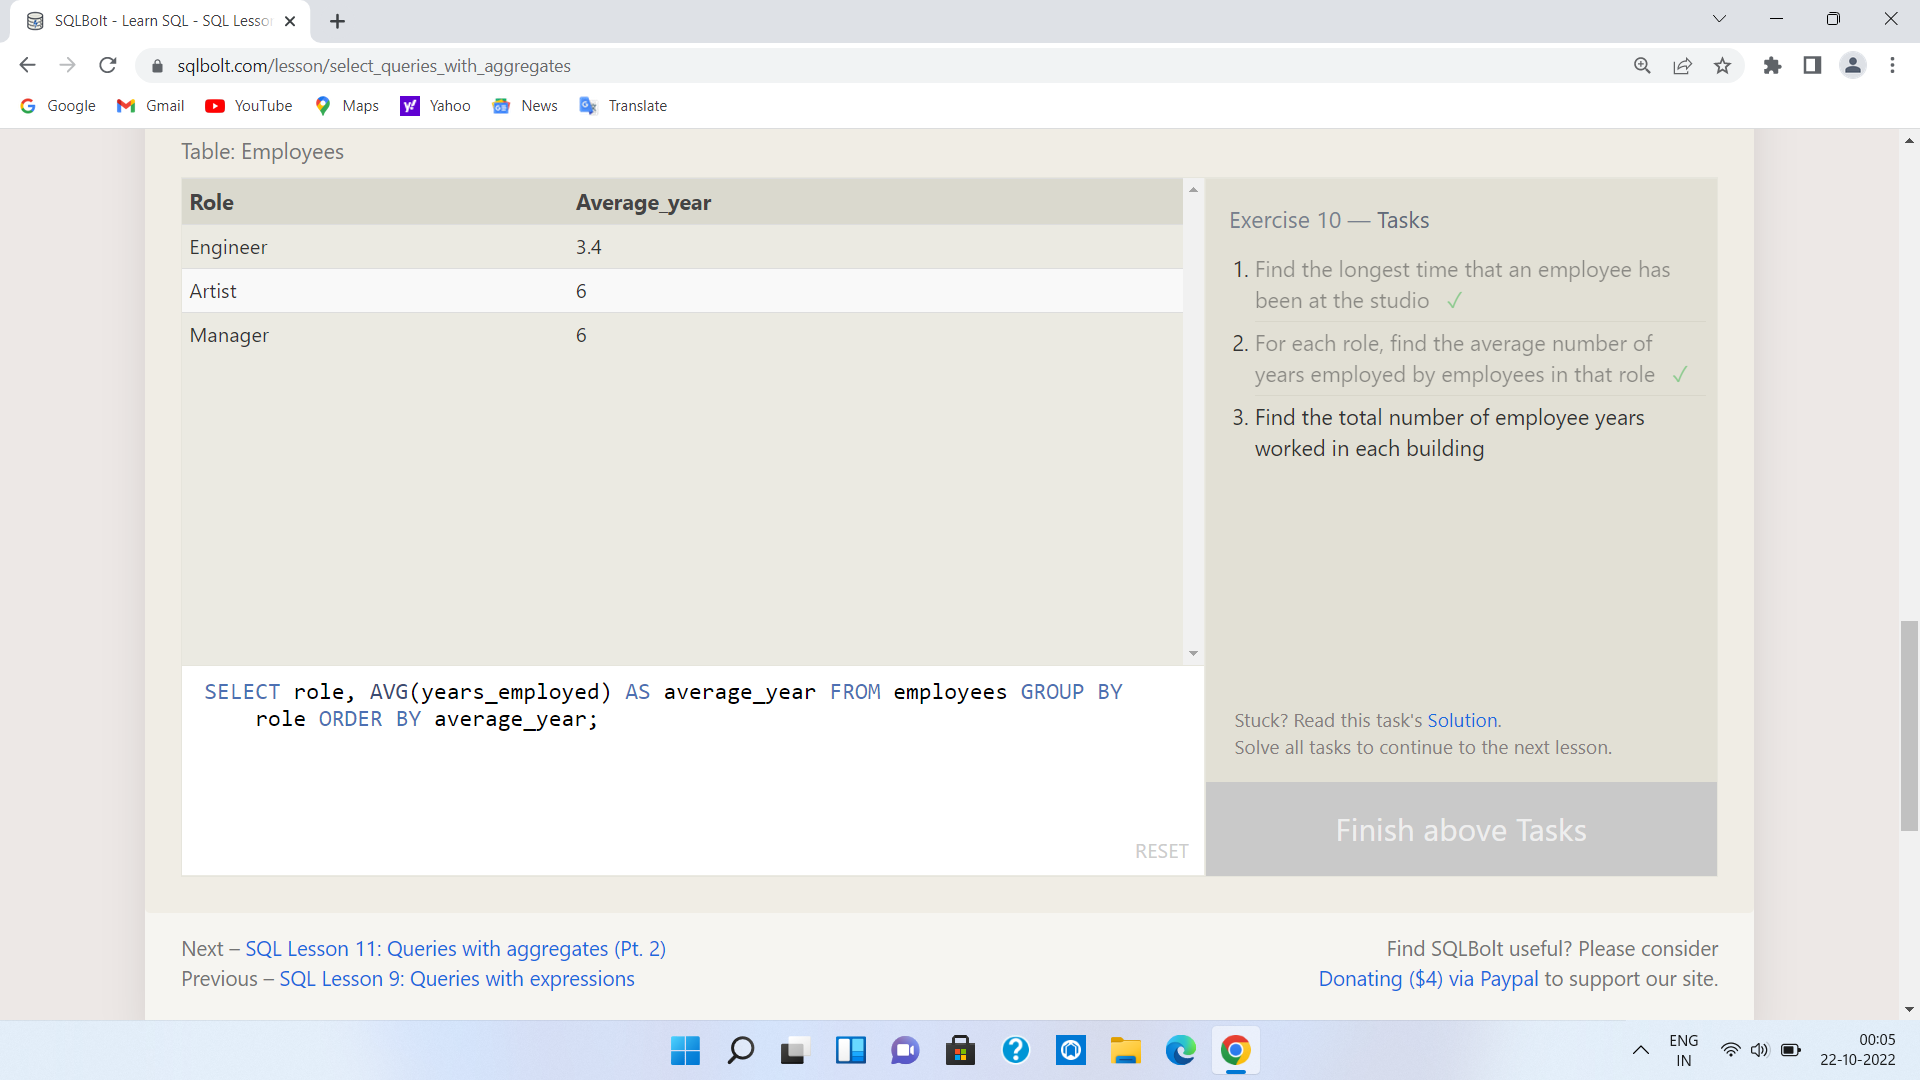 SQLBolt - Learn SQL - SQL Lesso
sqlbolt.com/lesson/select_queries_with_aggregates
Google Gmail YouTube Maps Yahoo News Translate
Table: Employees
Role Average_year
Engineer 3.4
Artist 6
Manager 6
SELECT role, AVG(years_employed) AS average_year FROM employees GROUP BY
role ORDER BY average_year;
RESET
Exercise 10 — Tasks
1. Find the longest time that an employee has
been at the studio ✓
2. For each role, find the average number of
years employed by employees in that role ✓
3. Find the total number of employee years
worked in each building
Stuck? Read this task's Solution.
Solve all tasks to continue to the next lesson.
Finish above Tasks
Next – SQL Lesson 11: Queries with aggregates (Pt. 2)
Previous – SQL Lesson 9: Queries with expressions
Find SQLBolt useful? Please consider
Donating ($4) via Paypal to support our site.
ENG
IN
00:05
22-10-2022